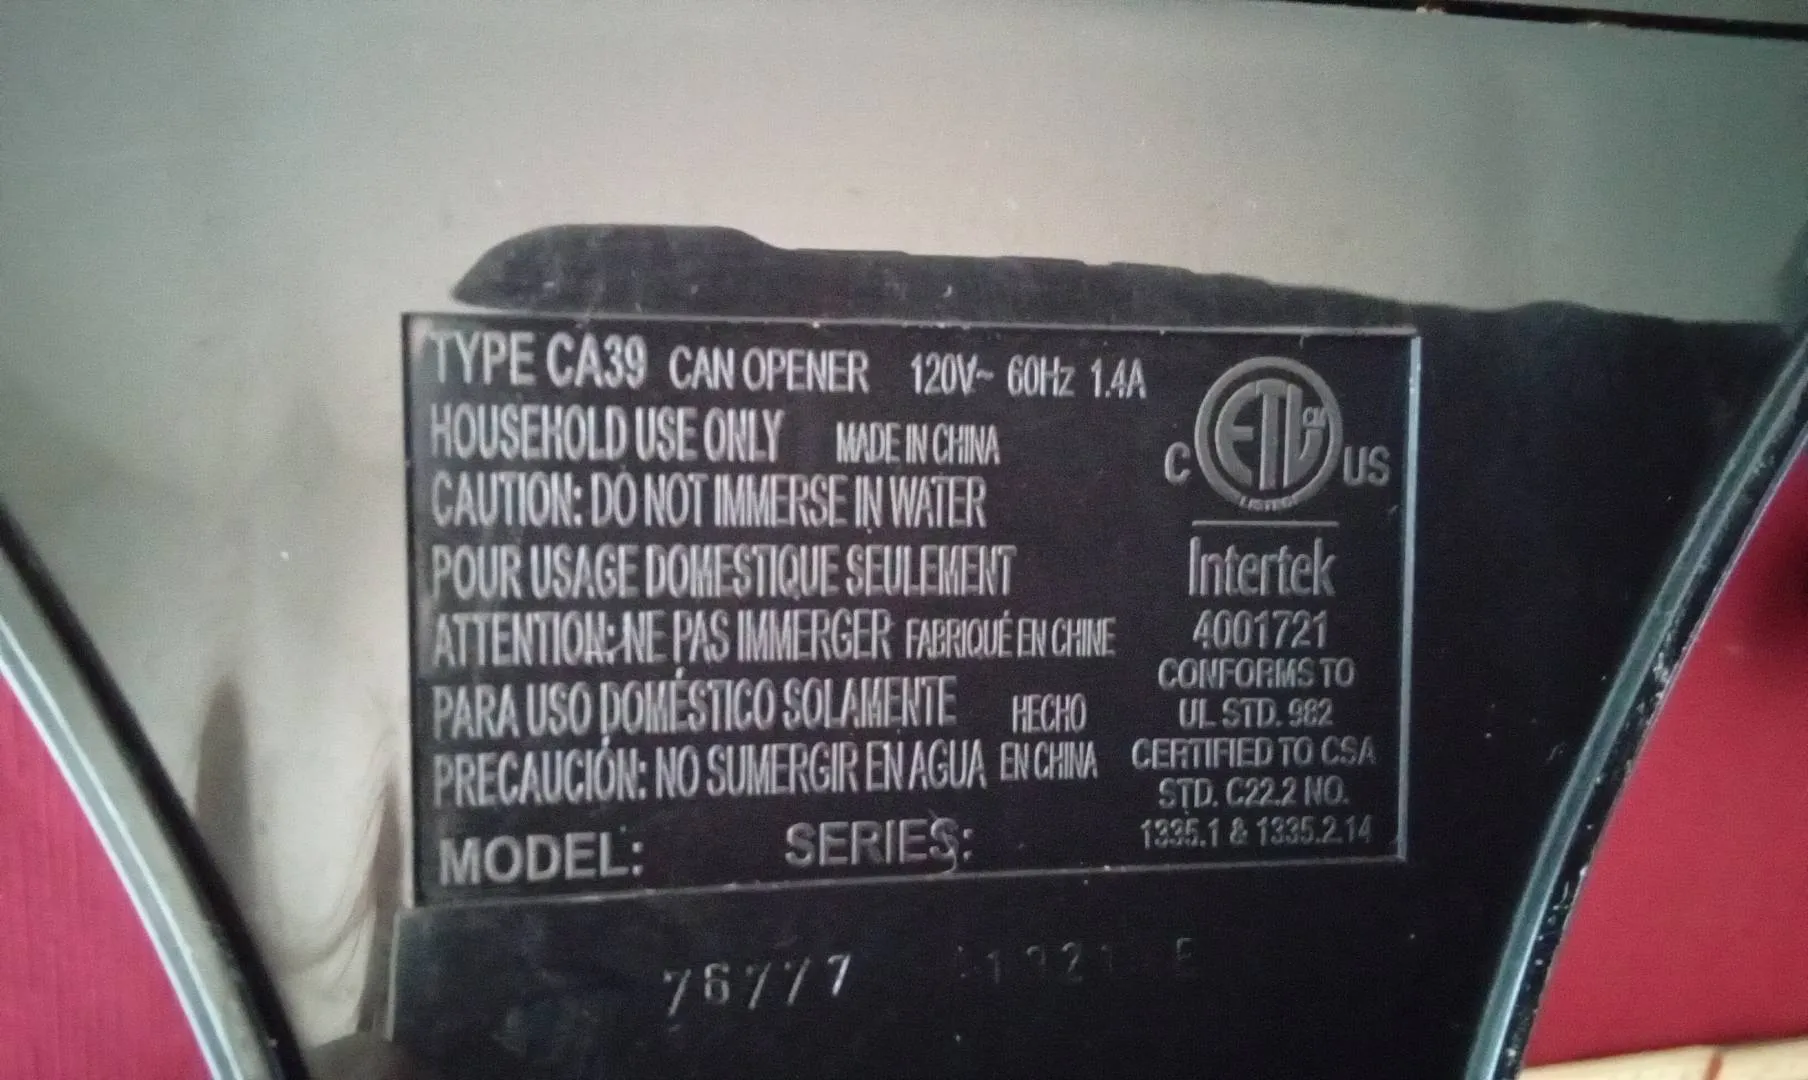 TYPE CA39 CAN OPENER 120V~ 60Hz 1.4A
HOUSEHOLD USE ONLY MADE IN CHINA
CAUTION: DO NOT IMMERSE IN WATER
POUR USAGE DOMESTIQUE SEULEMENT
ATTENTION: NE PAS IMMERGER FABRIQUÉ EN CHINE
PARA USO DOMÉSTICO SOLAMENTE HECHO
PRECAUCIÓN: NO SUMERGIR EN AGUA EN CHINA
MODEL: SERIES:
C ETL CM US
LISTED
Intertek
4001721
CONFORMS TO
UL STD. 982
CERTIFIED TO CSA
STD. C22.2 NO.
1335.1 & 1335.2.14
76777